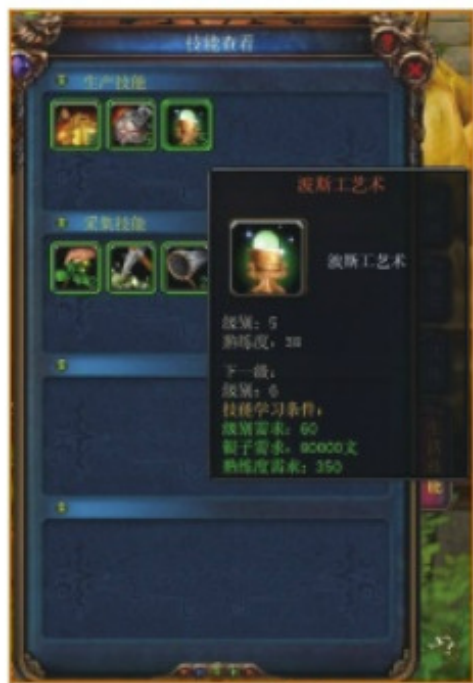 技能查看
生产技能
波斯工艺术
采集技能
波斯工艺术
级别：5
熟练度：38
下一级：
级别：6
技能学习条件：
级别需求：60
银子需求：80000文
熟练度需求：350
能